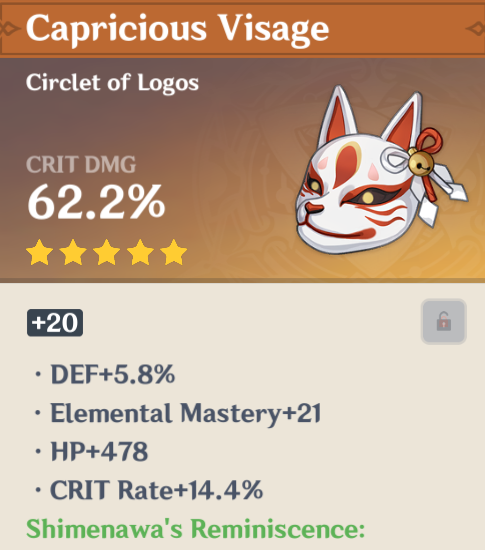 Capricious Visage
Circlet of Logos
CRIT DMG
62.2%
+20
· DEF+5.8%
· Elemental Mastery+21
· HP+478
· CRIT Rate+14.4%
Shimenawa's Reminiscence: